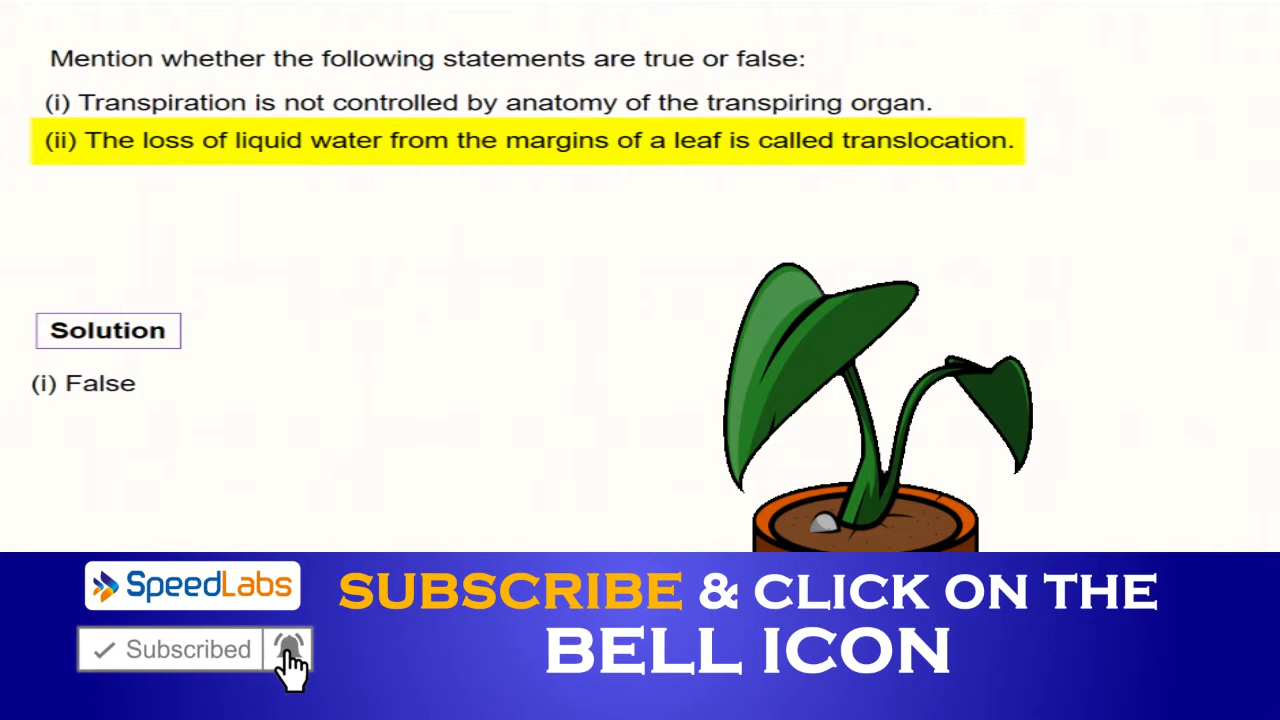 Mention whether the following statements are true or false:
(i) Transpiration is not controlled by anatomy of the transpiring organ.
(ii) The loss of liquid water from the margins of a leaf is called translocation.
Solution
(i) False
SPEEDLABS
SUBSCRIBE & CLICK ON THE
BELL ICON
Subscribed